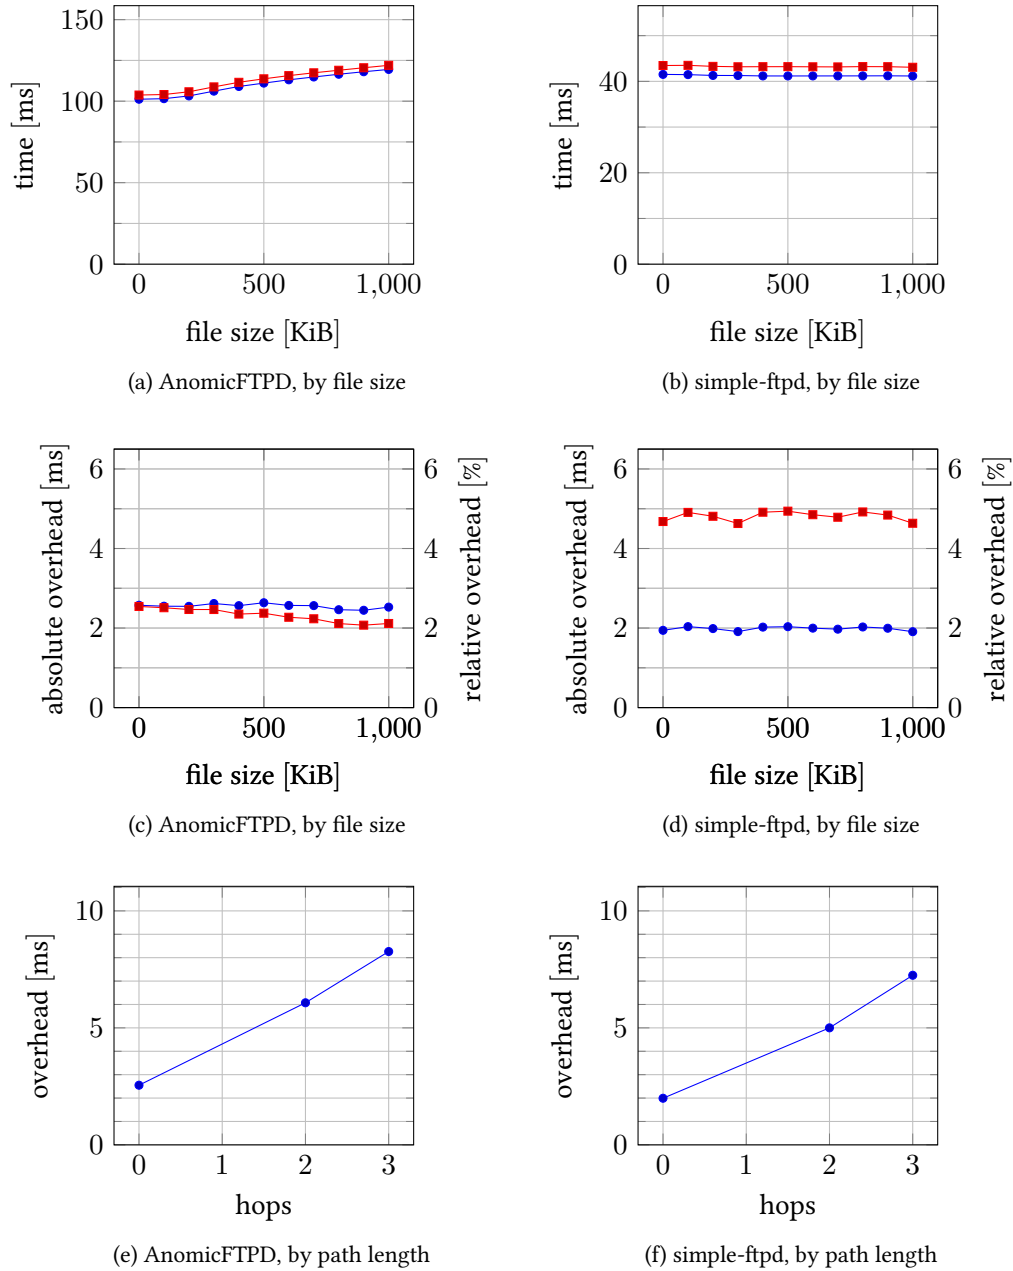 150
100
50
0
time [ms]
0 500 1,000
file size [KiB]
(a) AnomicFTPD, by file size
40
20
0
time [ms]
0 500 1,000
file size [KiB]
(b) simple-ftpd, by file size
6
4
2
0
absolute overhead [ms]
6
4
2
0
relative overhead [%]
0 500 1,000
file size [KiB]
(c) AnomicFTPD, by file size
6
4
2
0
absolute overhead [ms]
6
4
2
0
relative overhead [%]
0 500 1,000
file size [KiB]
(d) simple-ftpd, by file size
10
5
0
overhead [ms]
0 1 2 3
hops
(e) AnomicFTPD, by path length
10
5
0
overhead [ms]
0 1 2 3
hops
(f) simple-ftpd, by path length